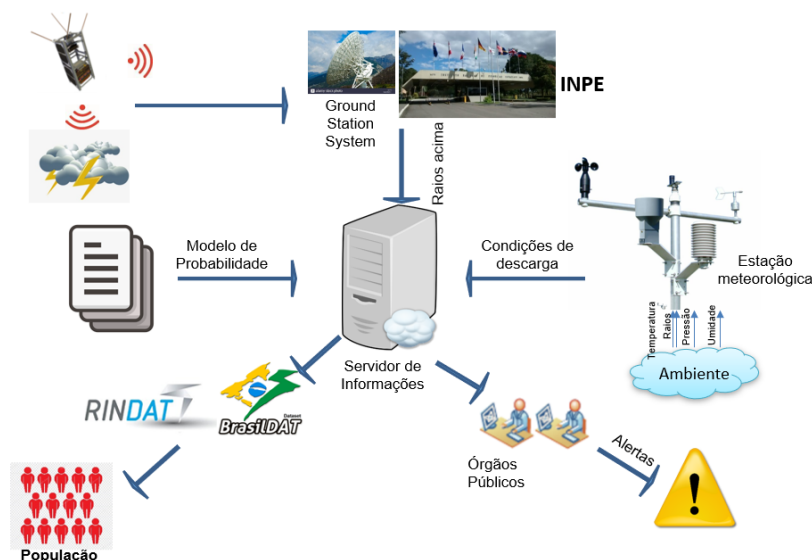 INPE
Ground
Station
System
Raios acima
Modelo de
Probabilidade
Condições de
descarga
Estação
meteorológica
Temperatura
Raios
Pressão
Umidade
Ambiente
Servidor de
Informações
RINDAT
BrasilDAT
Dataset
Órgãos
Públicos
Alertas
População